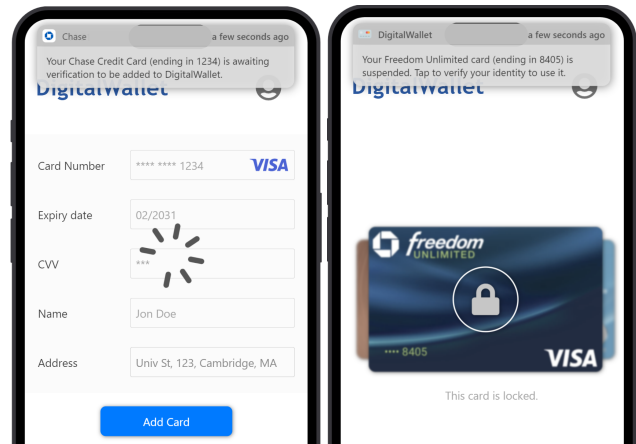 Chase
a few seconds ago
Your Chase Credit Card (ending in 1234) is awaiting
verification to be added to DigitalWallet.
DigitalWallet
Card Number
**** **** 1234
VISA
Expiry date
02/2031
CVV
***
Name
Jon Doe
Address
Univ St, 123, Cambridge, MA
Add Card
DigitalWallet
a few seconds ago
Your Freedom Unlimited card (ending in 8405) is
suspended. Tap to verify your identity to use it.
DigitalWallet
freedom
UNLIMITED
•••• 8405
VISA
This card is locked.